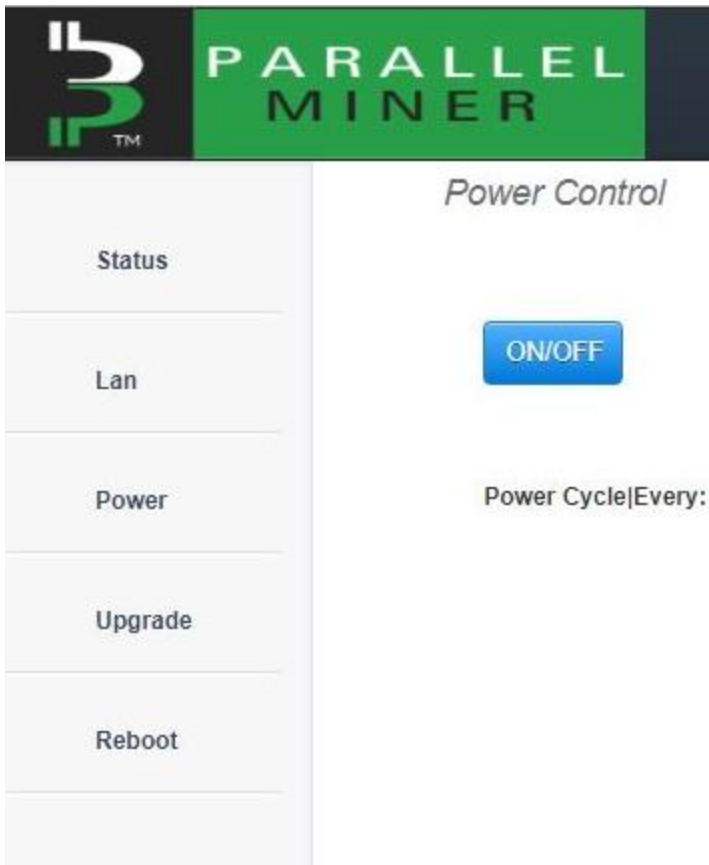 PARALLEL
MINER
TM
Power Control
Status
ON/OFF
Lan
Power
Power Cycle|Every:
Upgrade
Reboot